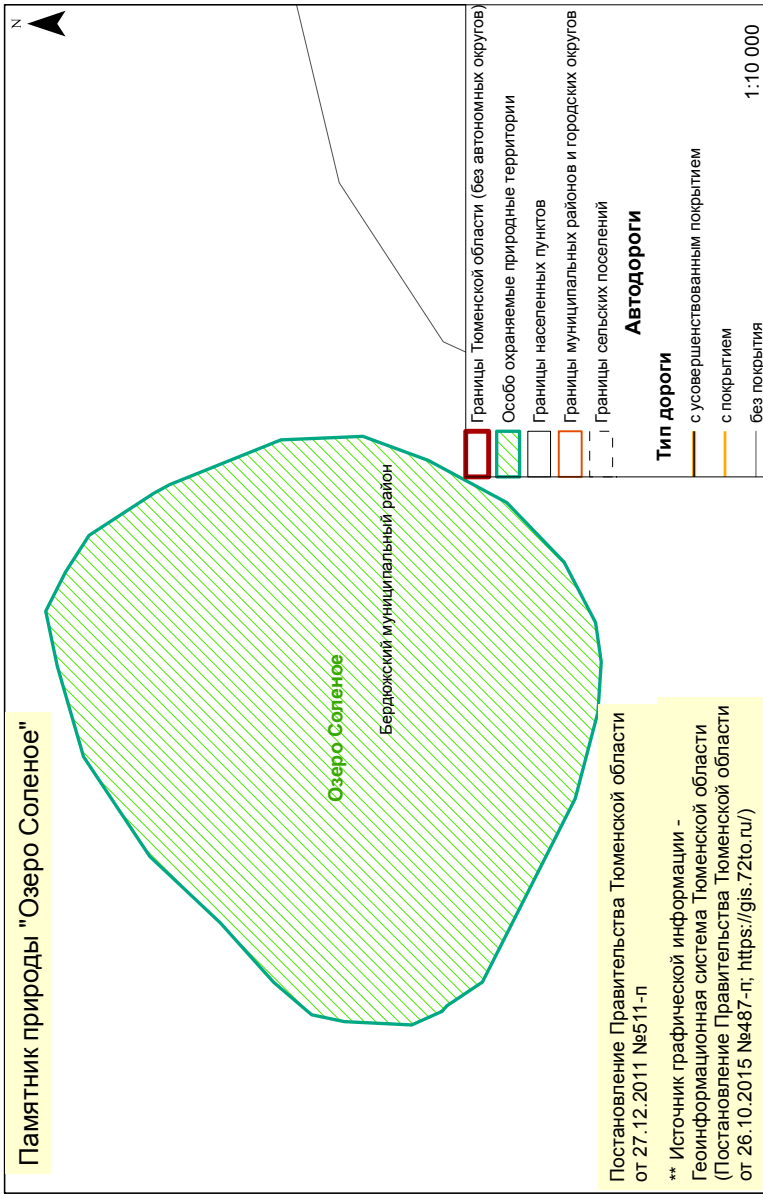 Памятник природы "Озеро Соленое"
N
Озеро Соленое
Бердюжский муниципальный район
Постановление Правительства Тюменской области
от 27.12.2011 №511-п
** Источник графической информации -
Геоинформационная система Тюменской области
(Постановление Правительства Тюменской области
от 26.10.2015 №487-п; https://gis.72to.ru/)
Границы Тюменской области (без автономных округов)
Особо охраняемые природные территории
Границы населенных пунктов
Границы муниципальных районов и городских округов
Границы сельских поселений
Автодороги
Тип дороги
с усовершенствованным покрытием
с покрытием
без покрытия
1:10 000